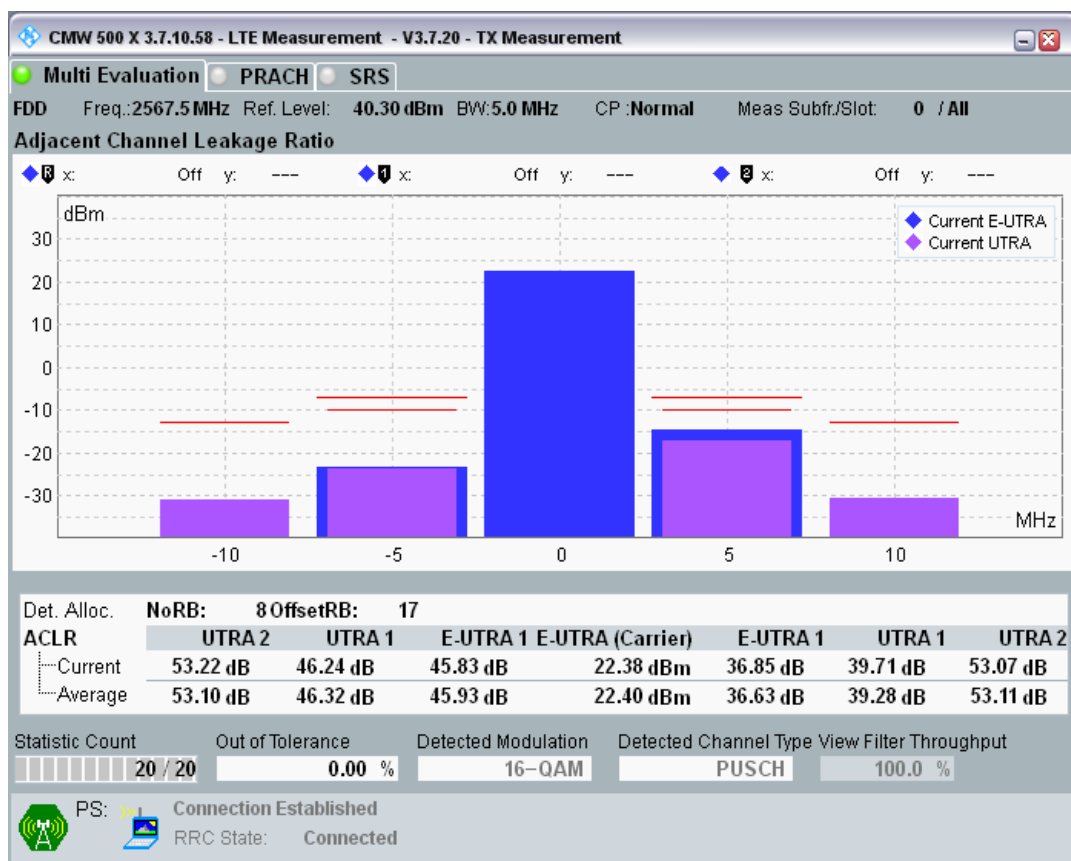 CMW 500 X 3.7.10.58 - LTE Measurement - V3.7.20 - TX Measurement
Multi Evaluation PRACH SRS
FDD Freq.:2567.5 MHz Ref. Level: 40.30 dBm BW:5.0 MHz CP :Normal Meas Subfr./Slot: 0 / All
Adjacent Channel Leakage Ratio
R x: Off y: --- 1 x: Off y: --- 2 x: Off y: ---
dBm
Current E-UTRA
Current UTRA
30
20
10
0
-10
-20
-30
MHz
-10 -5 0 5 10
Det. Alloc. NoRB: 8 OffsetRB: 17
ACLR UTRA 2 UTRA 1 E-UTRA 1 E-UTRA (Carrier) E-UTRA 1 UTRA 1 UTRA 2
Current 53.22 dB 46.24 dB 45.83 dB 22.38 dBm 36.85 dB 39.71 dB 53.07 dB
Average 53.10 dB 46.32 dB 45.93 dB 22.40 dBm 36.63 dB 39.28 dB 53.11 dB
Statistic Count Out of Tolerance Detected Modulation Detected Channel Type View Filter Throughput
20 / 20 0.00 % 16-QAM PUSCH 100.0 %
PS: Connection Established
RRC State: Connected